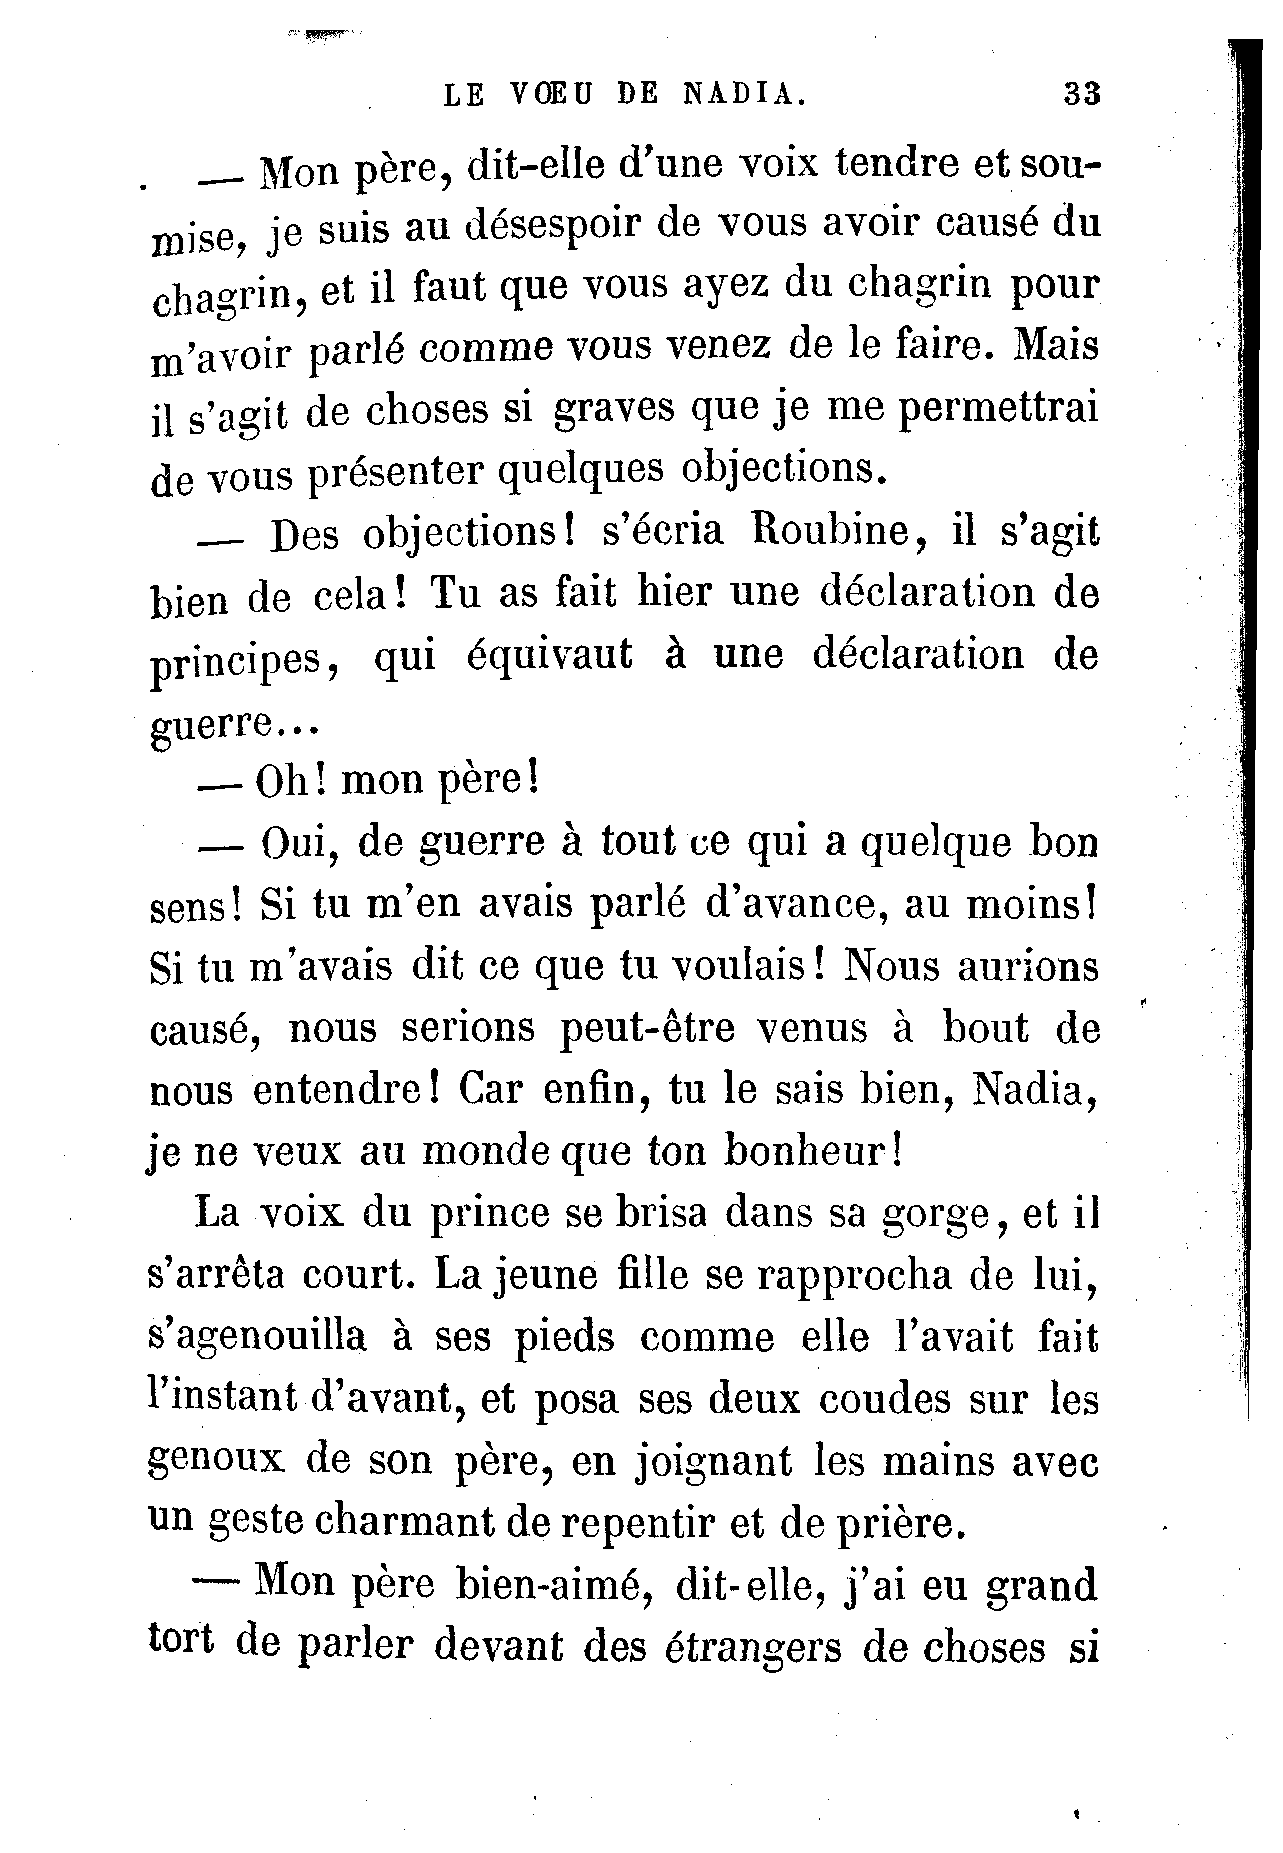 LE VŒU DE NADIA. 33
— Mon père, dit-elle d'une voix tendre et sou-
mise, je suis au désespoir de vous avoir causé du
chagrin, et il faut que vous ayez du chagrin pour
m'avoir parlé comme vous venez de le faire. Mais
il s'agit de choses si graves que je me permettrai
de vous présenter quelques objections.
— Des objections! s'écria Roubine, il s'agit
bien de cela! Tu as fait hier une déclaration de
principes, qui équivaut à une déclaration de
guerre...
— Oh! mon père!
— Oui, de guerre à tout ce qui a quelque bon
sens! Si tu m'en avais parlé d'avance, au moins!
Si tu m'avais dit ce que tu voulais! Nous aurions
causé, nous serions peut-être venus à bout de
nous entendre! Car enfin, tu le sais bien, Nadia,
je ne veux au monde que ton bonheur!
La voix du prince se brisa dans sa gorge, et il
s'arrêta court. La jeune fille se rapprocha de lui,
s'agenouilla à ses pieds comme elle l'avait fait
l'instant d'avant, et posa ses deux coudes sur les
genoux de son père, en joignant les mains avec
un geste charmant de repentir et de prière.
— Mon père bien-aimé, dit-elle, j'ai eu grand
tort de parler devant des étrangers de choses si